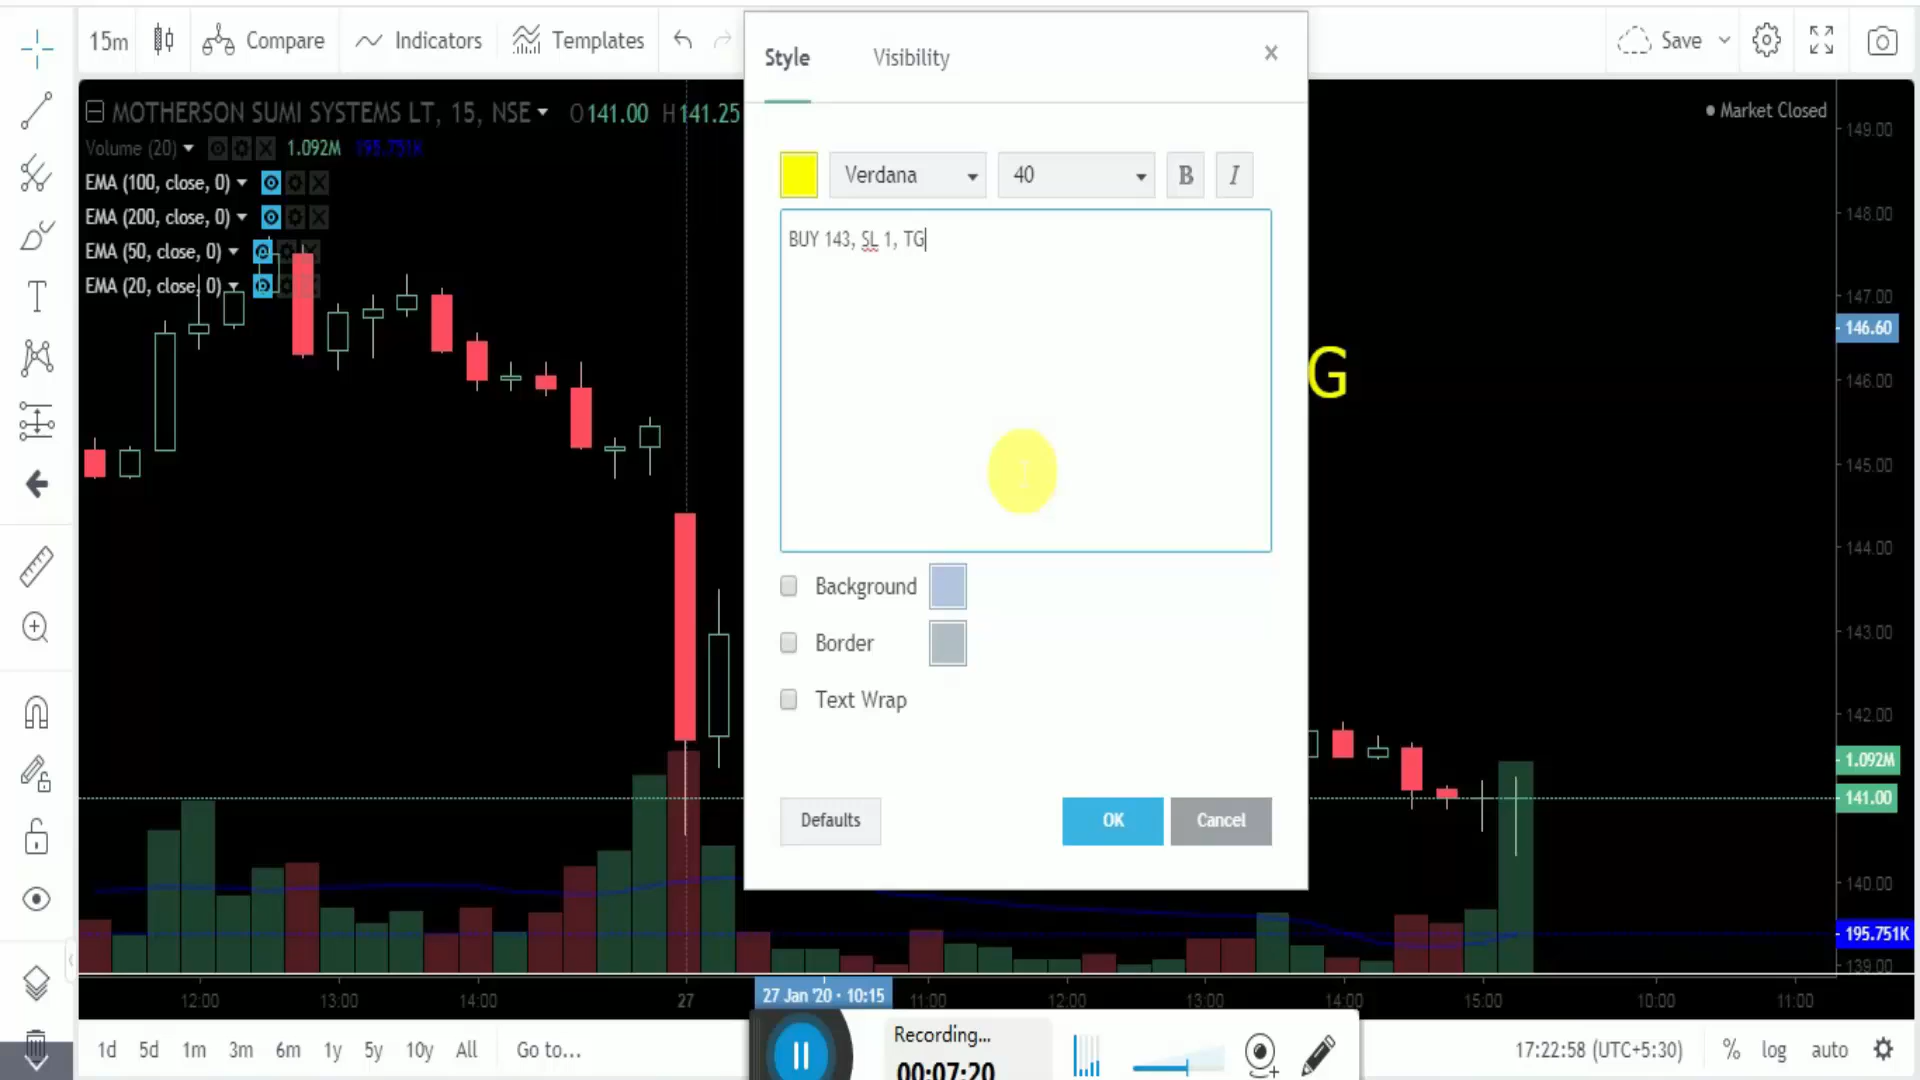 15m Compare Indicators Templates Save
Style Visibility ×
MOTHERSON SUMI SYSTEMS LT, 15, NSE O141.00 H141.25
Market Closed
Volume (20) 1.092M 195.751K
EMA (100, close, 0)
EMA (200, close, 0)
EMA (50, close, 0)
EMA (20, close, 0)
Verdana 40 B I
BUY 143, SL 1, TG
G
Background
Border
Text Wrap
Defaults OK Cancel
149.00
148.00
147.00
146.60
146.00
145.00
144.00
143.00
142.00
1.092M
141.00
140.00
195.751K
139.00
12:00 13:00 14:00 27 27 Jan '20 · 10:15 11:00 12:00 13:00 14:00 15:00 10:00 11:00
1d 5d 1m 3m 6m 1y 5y 10y All Go to...
Recording...
00:07:20
17:22:58 (UTC+5:30) % log auto